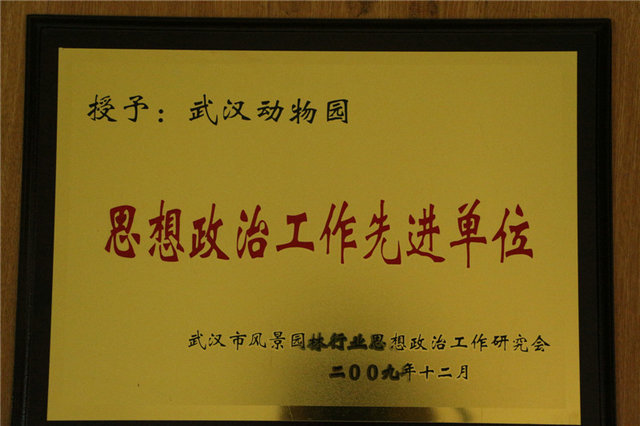 授予：武汉动物园
思想政治工作先进单位
武汉市风景园林行业思想政治工作研究会
二00九年十二月